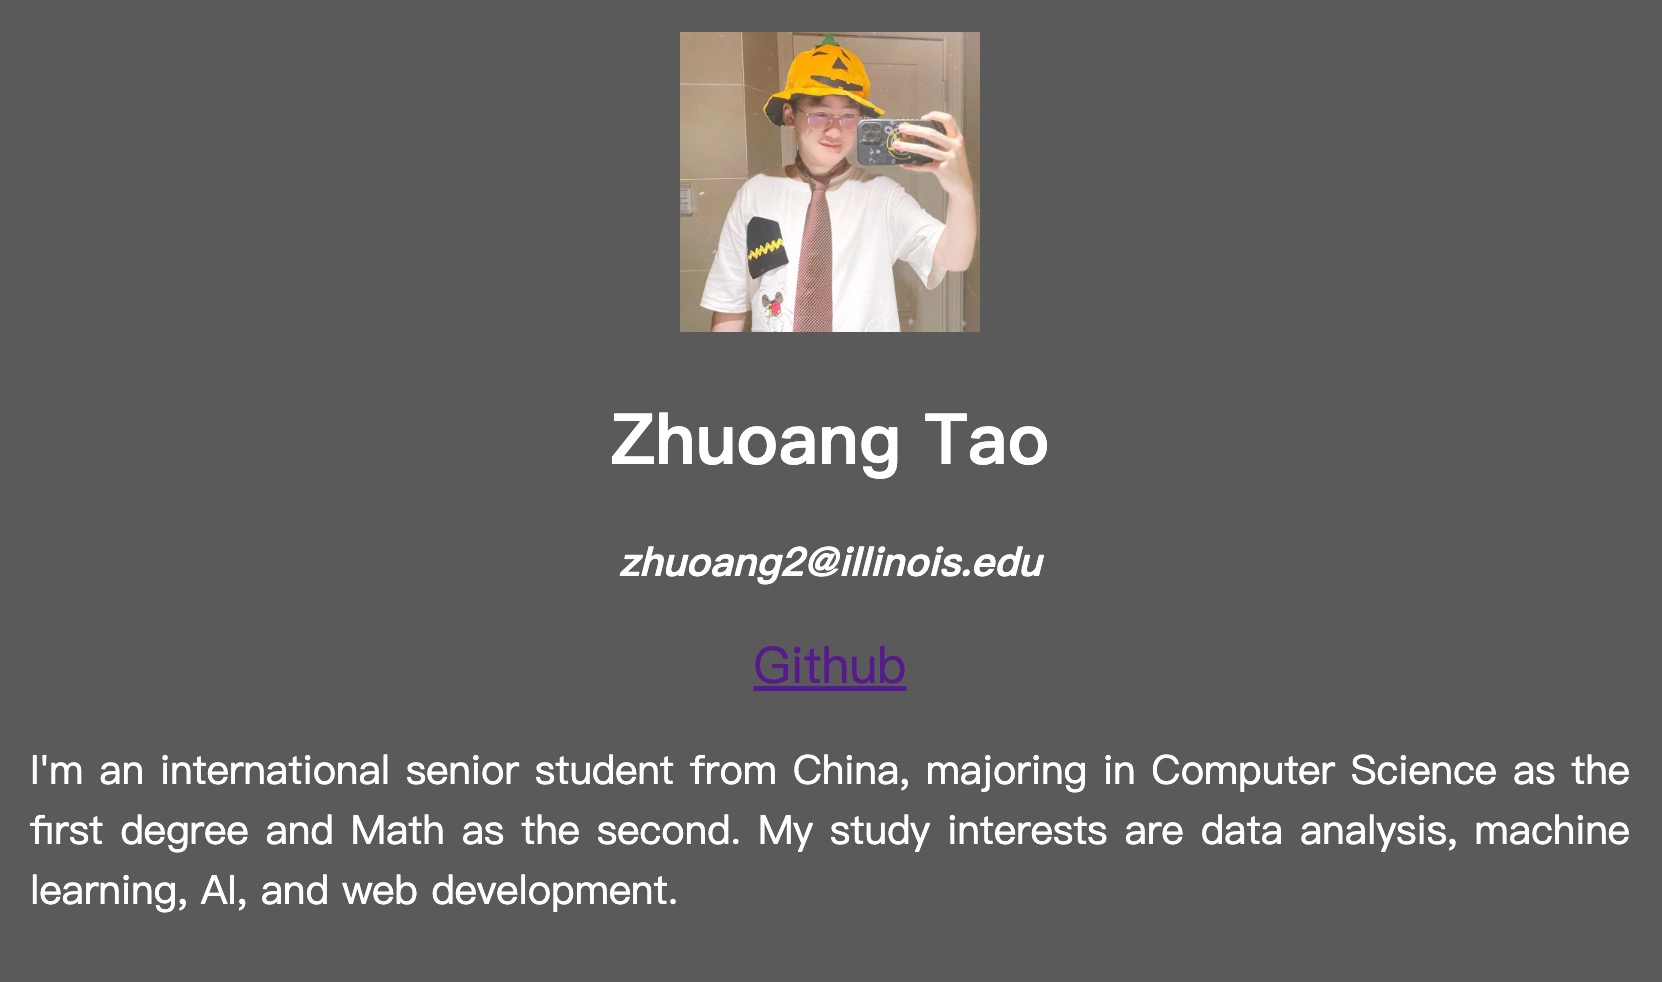 Zhuoang Tao
zhuoang2@illinois.edu
Github
I'm an international senior student from China, majoring in Computer Science as the
first degree and Math as the second. My study interests are data analysis, machine
learning, AI, and web development.